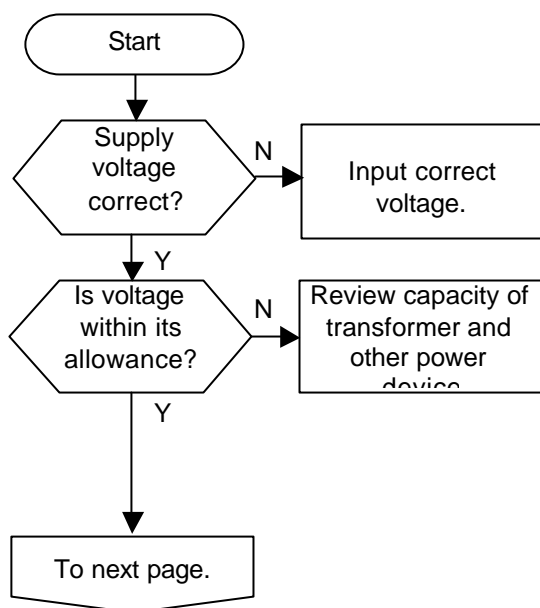 Start
Supply
voltage
correct?
N
Input correct
voltage.
Y
Is voltage
within its
allowance?
N
Review capacity of
transformer and
other power
device
Y
To next page.